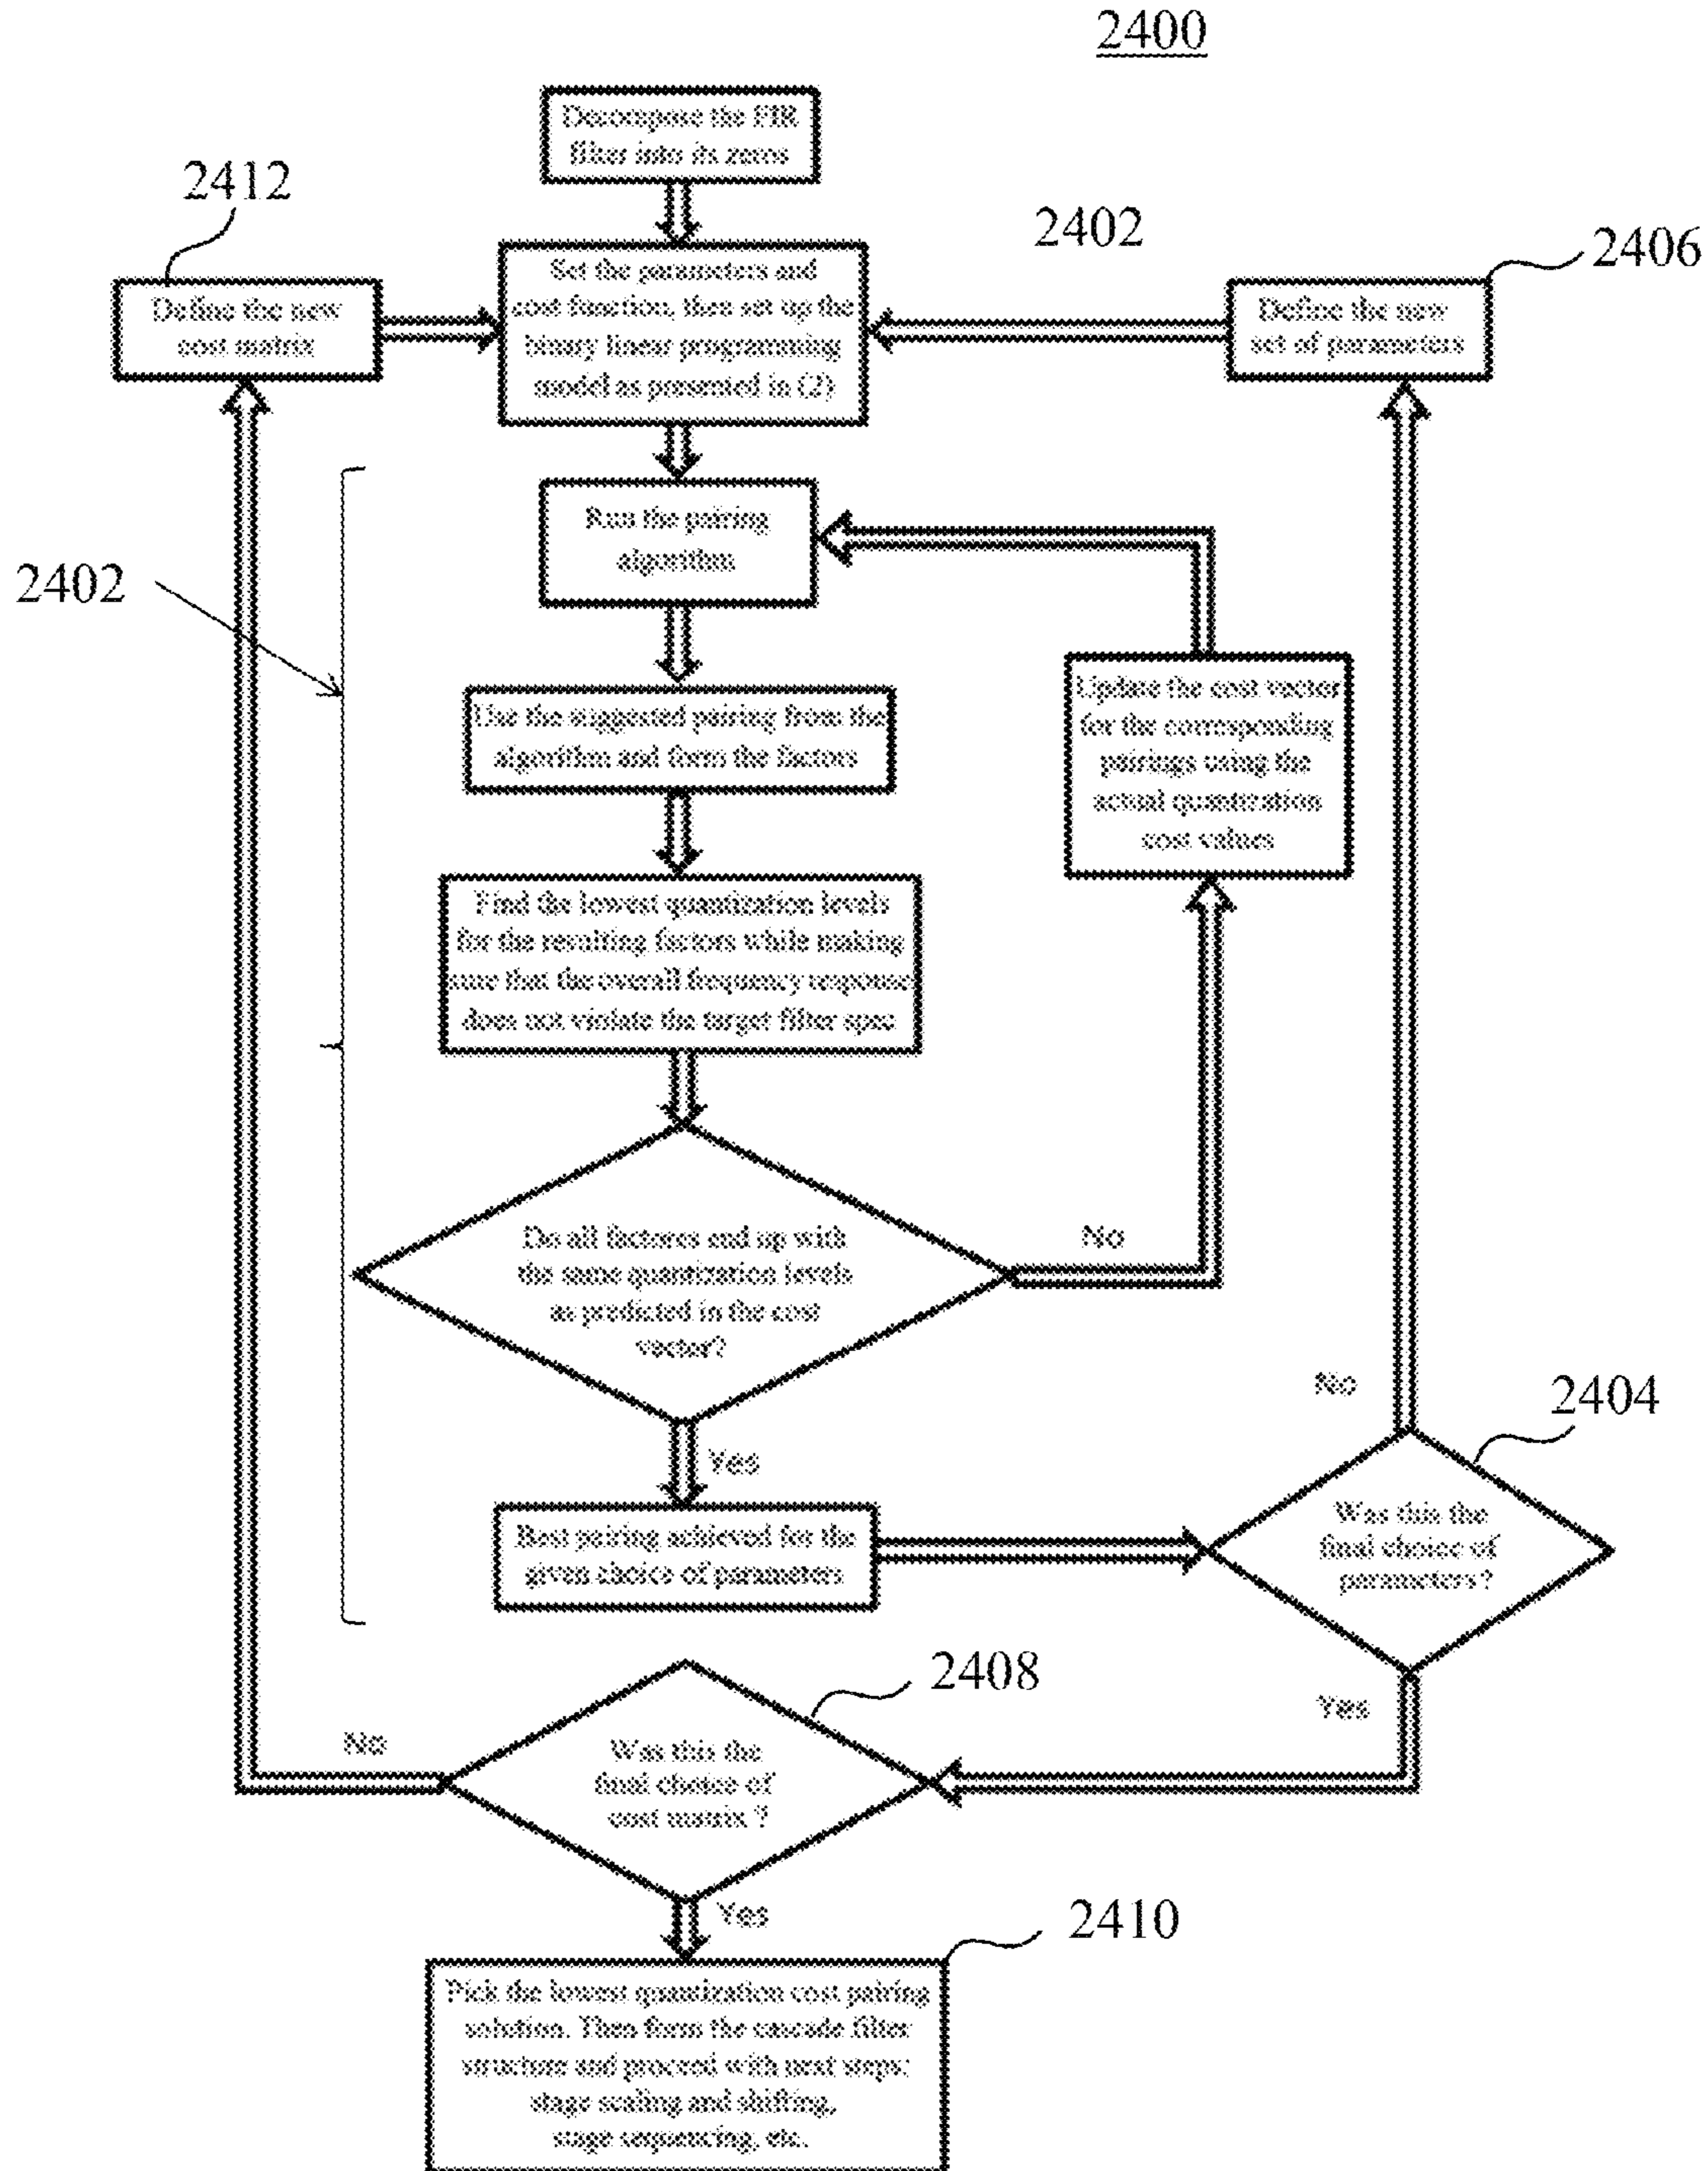 2400
Decompose the FIR
filter into its zeros
2412
2402
2406
Set the parameters and
cost function, then set up the
binary linear programming
model as presented in (2)
Define the new
cost matrix
Define the new
set of parameters
Run the pairing
algorithm
2402
Use the suggested pairing from the
algorithm and form the factors
Update the cost vector
for the corresponding
pairings using the
actual quantization
cost values
Find the lowest quantization levels
for the resulting factors while making
sure that the overall frequency response
does not violate the target filter spec
Do all factores end up with
the same quantization levels
as predicted in the cost
vector?
No
Yes
No
2404
Best pairing achieved for the
given choice of parameters
Was this the
final choice of
parameters?
Yes
2408
No
Was this the
final choice of
cost matrix ?
Yes
2410
Pick the lowest quantization cost pairing
solution. Then form the cascade filter
structure and proceed with next steps:
stage scaling and shifting,
stage sequencing, etc.